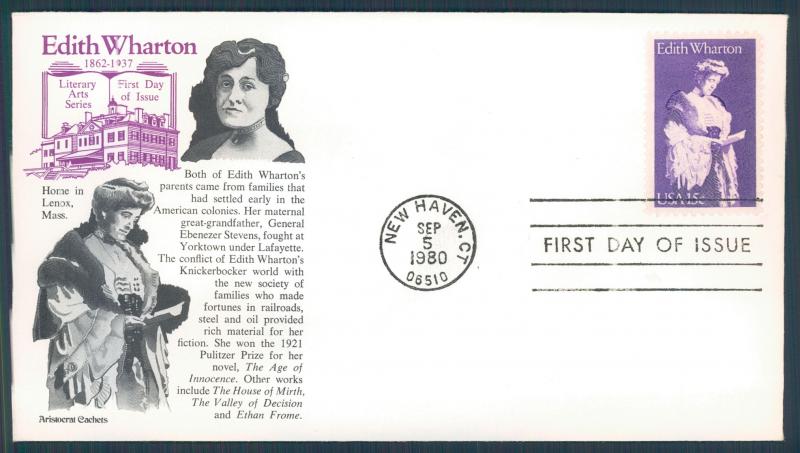 Edith Wharton
1862-1937
Literary First Day
Arts of Issue
Series
Home in
Lenox,
Mass.
Both of Edith Wharton's
parents came from families that
had settled early in the
American colonies. Her maternal
great-grandfather, General
Ebenezer Stevens, fought at
Yorktown under Lafayette.
The conflict of Edith Wharton's
Knickerbocker world with
the new society of
families who made
fortunes in railroads,
steel and oil provided
rich material for her
fiction. She won the 1921
Pulitzer Prize for her
novel, The Age of
Innocence. Other works
include The House of Mirth,
The Valley of Decision
and Ethan Frome.
Aristocrat Cachets
NEW HAVEN, CT
SEP
5
1980
06510
Edith Wharton
USA 15c
FIRST DAY OF ISSUE